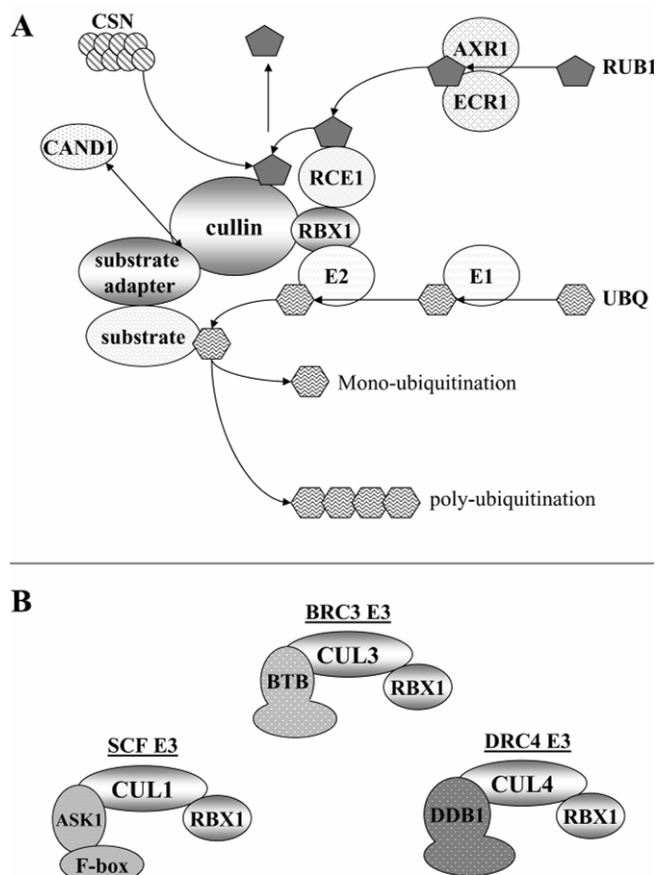 A
CSN
AXR1
RUB1
ECR1
CAND1
RCE1
cullin
RBX1
substrate
adapter
E2
E1
UBQ
substrate
Mono-ubiquitination
poly-ubiquitination
B
BRC3 E3
CUL3
BTB
RBX1
SCF E3
CUL1
ASK1
RBX1
F-box
DRC4 E3
CUL4
DDB1
RBX1